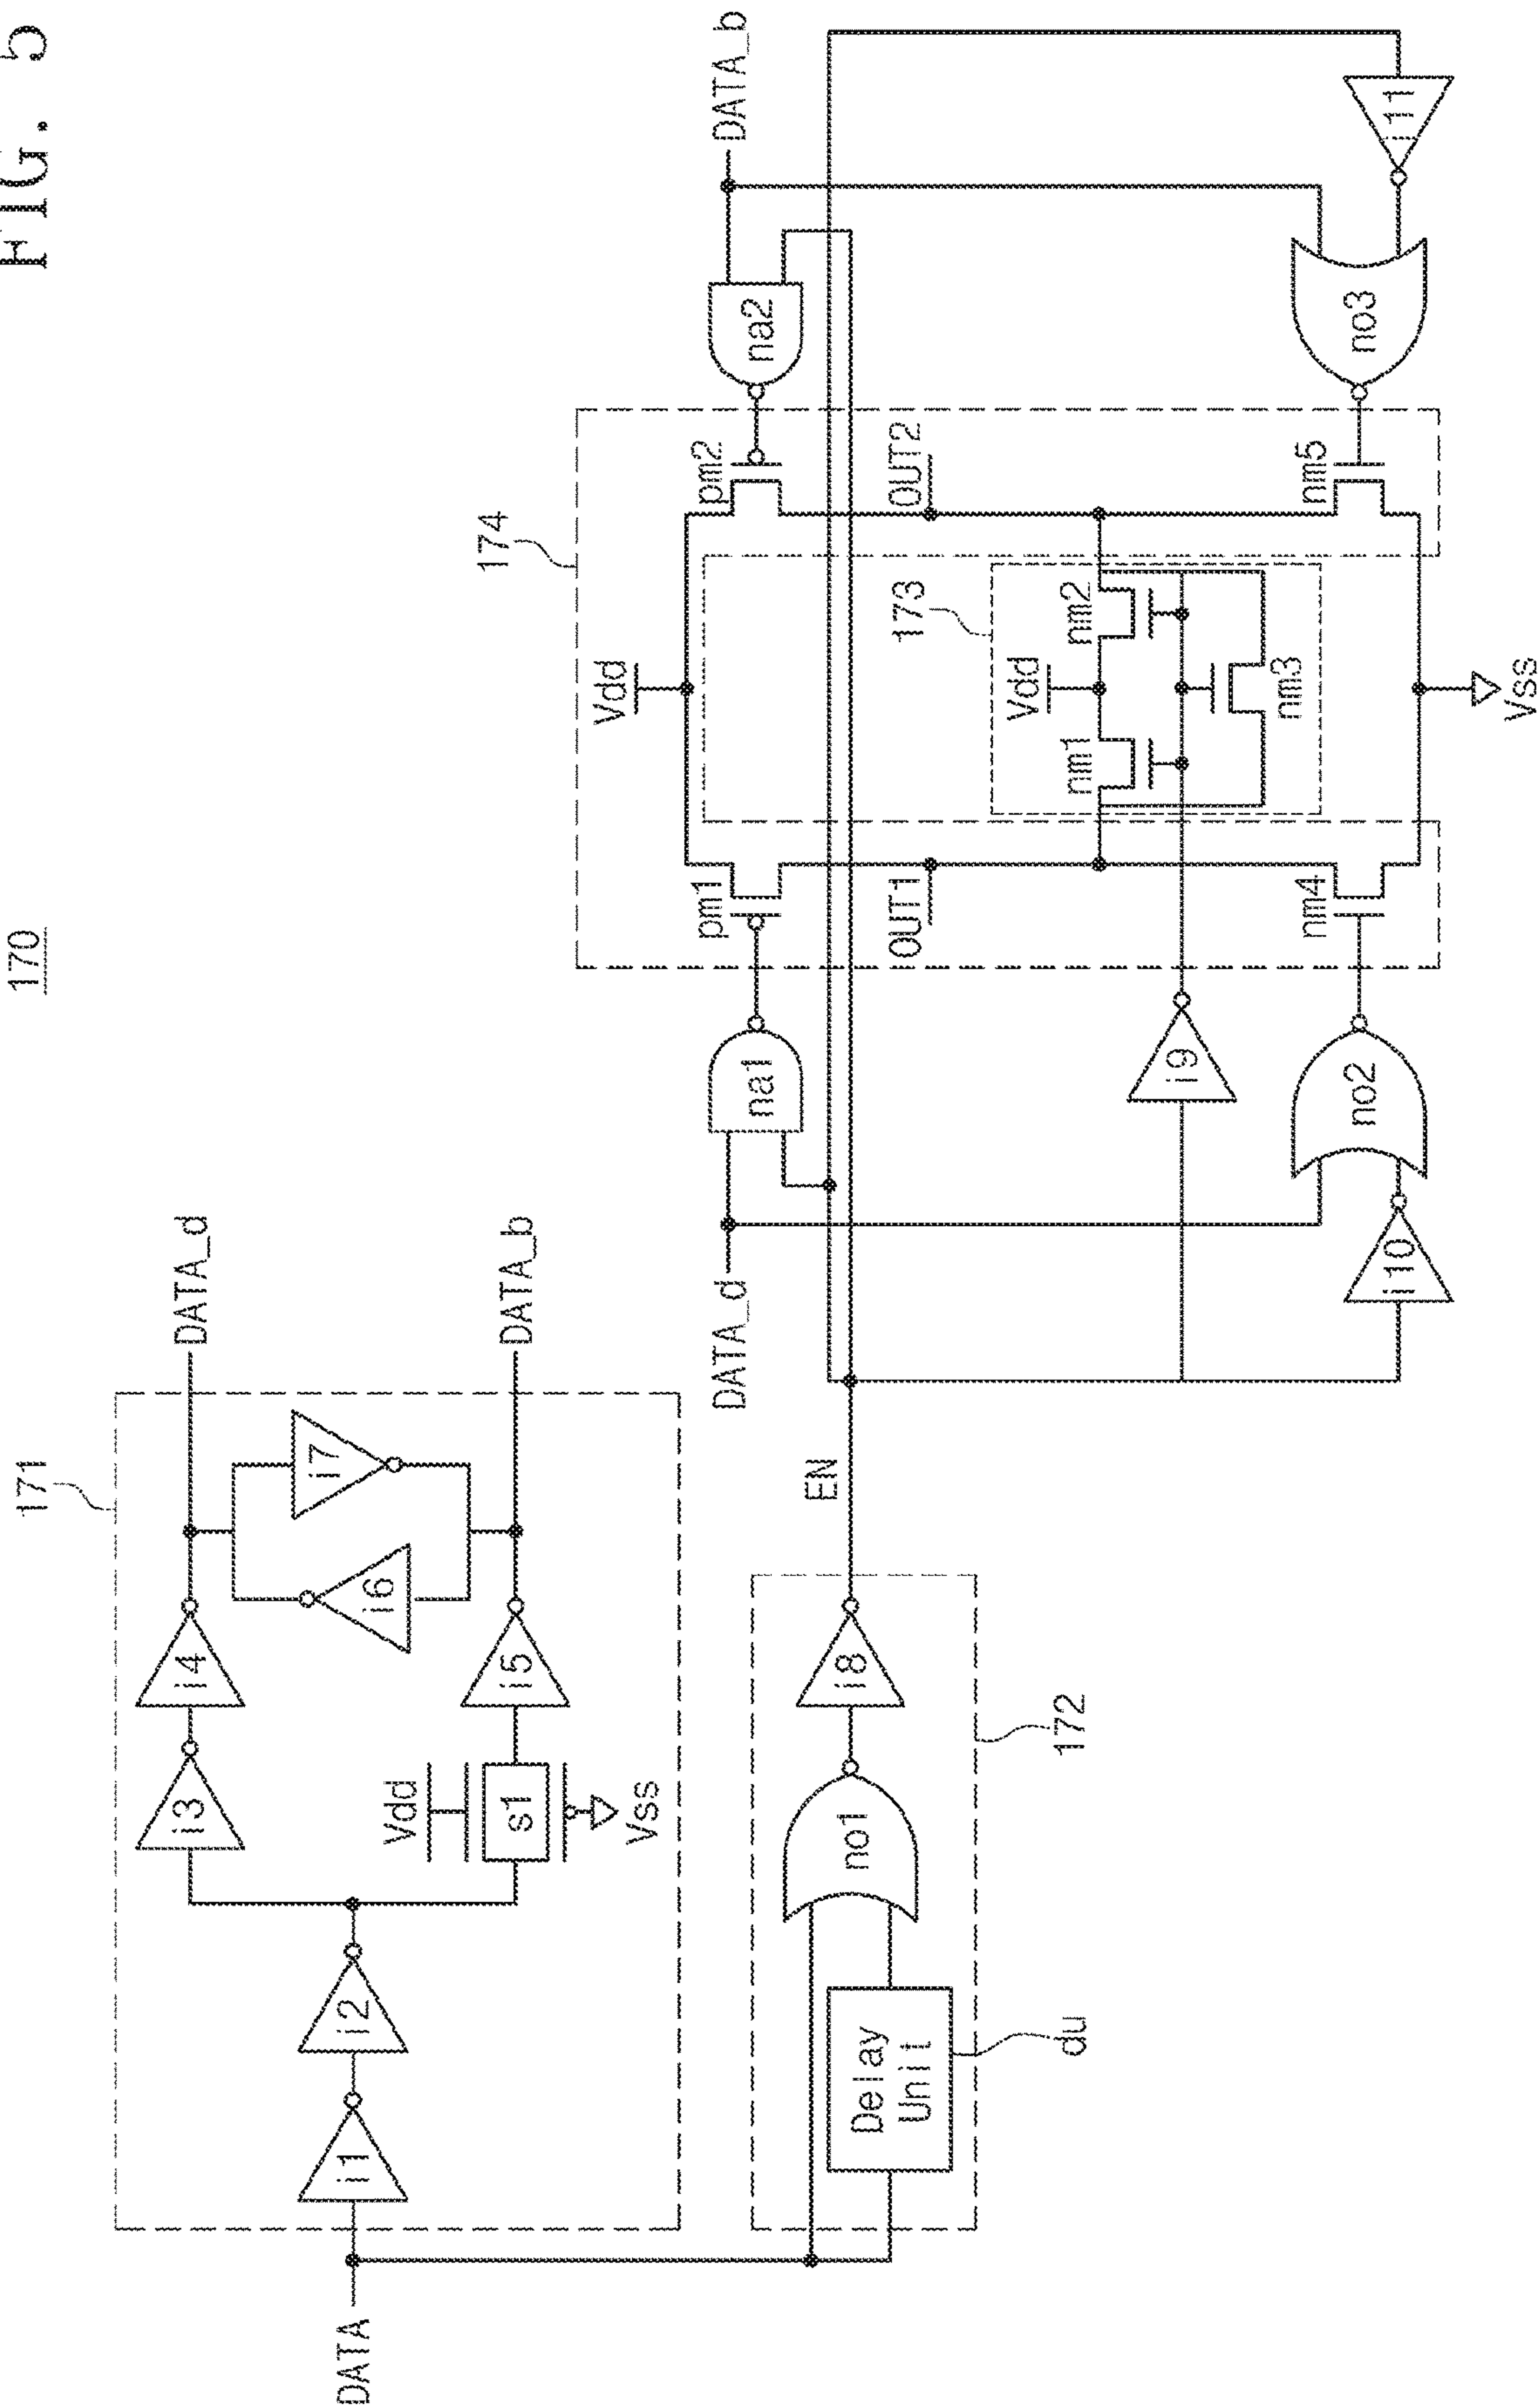 FIG. 5
170
171
DATA
i1
i2
i3
i4
Vdd
s1
Vss
i5
i6
i7
DATA_d
DATA_b
Delay
Unit
du
no1
i8
172
EN
174
DATA_d
na1
pm1
Vdd
pm2
na2
DATA_b
OUT1
OUT2
173
nm1
Vdd
nm2
nm3
i9
i10
no2
nm4
Vss
nm5
no3
i11